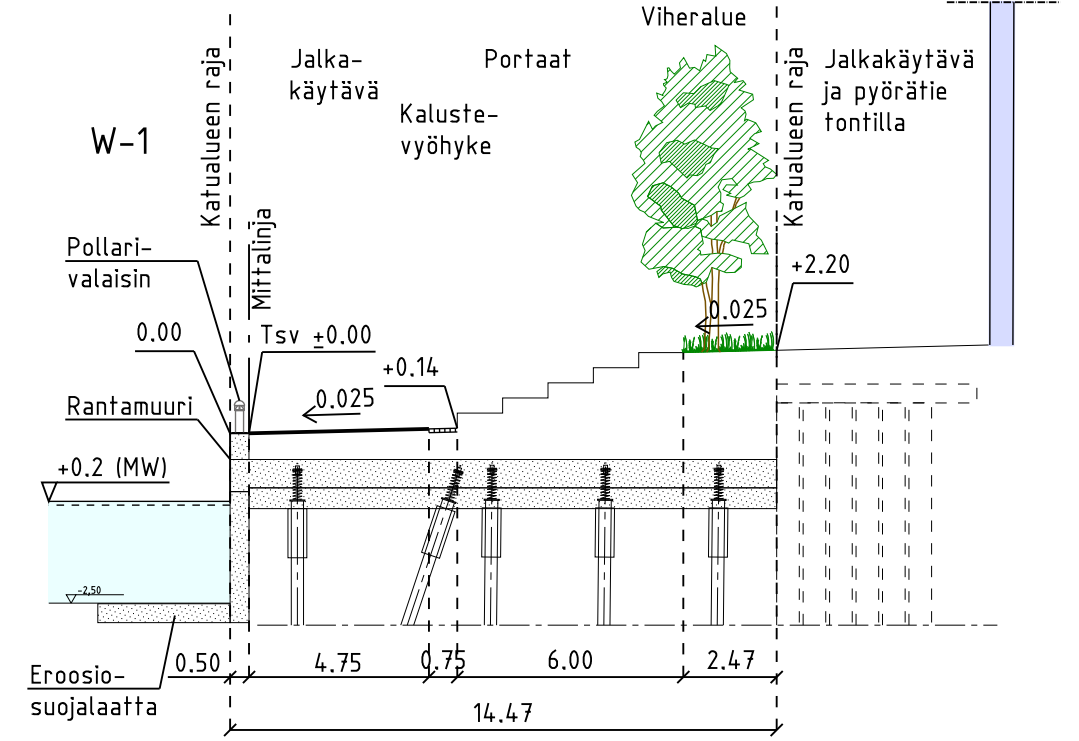 Viheralue
Jalka-
käytävä
Portaat
Kaluste-
vyöhyke
Jalkakäytävä
ja pyörätie
tontilla
W-1
Katualueen raja
Katualueen raja
Mittalinja
Pollari-
valaisin
+2.20
0.025
0.00
Tsv ±0.00
+0.14
0.025
Rantamuuri
+0.2 (MW)
-2,50
Eroosio-
suojalaatta
0.50
4.75
0.75
6.00
2.47
14.47